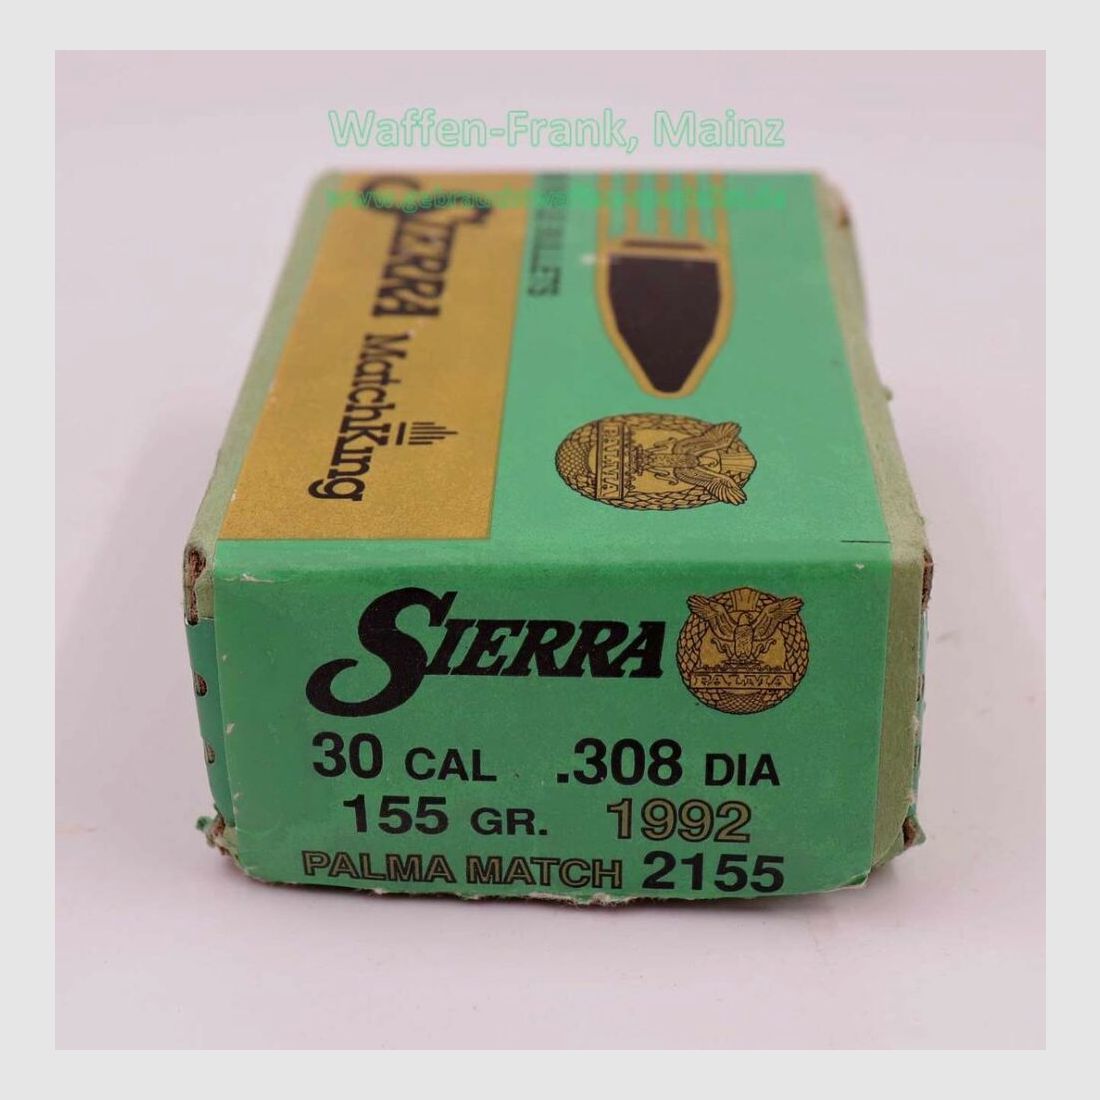 Waffen-Frank, Mainz
SIERRA MatchKing
BULLETS
PALMA
SIERRA
PALMA
30 CAL .308 DIA
155 GR. 1992
PALMA MATCH 2155